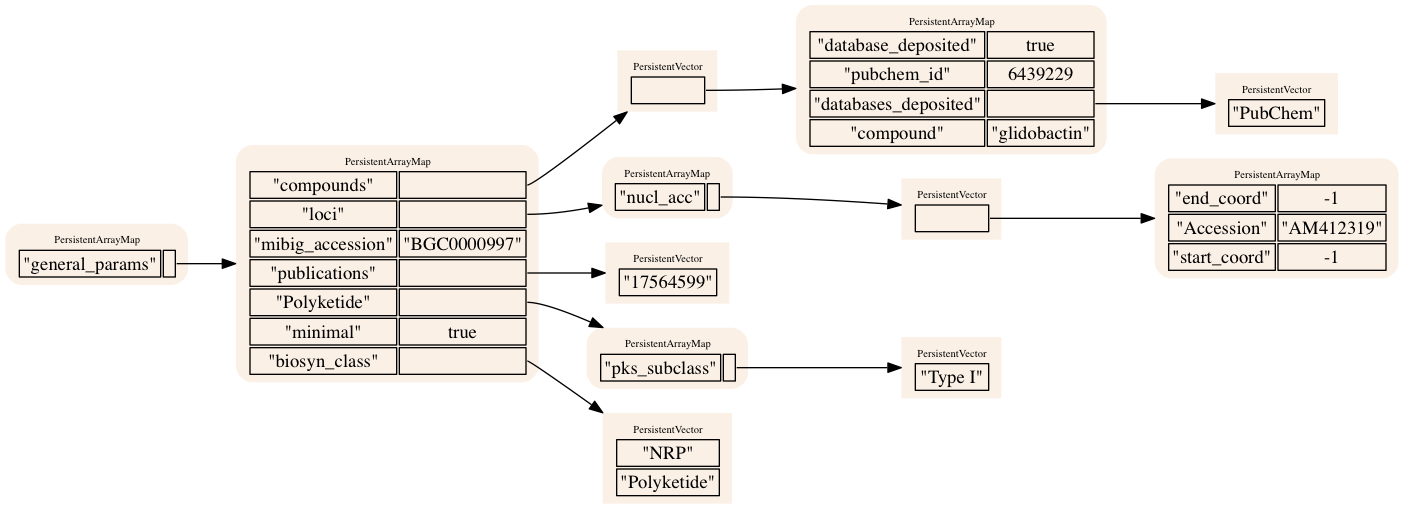 PersistentArrayMap
"general_params"
PersistentArrayMap
"compounds"
"loci"
"mibig_accession" "BGC0000997"
"publications"
"Polyketide"
"minimal" true
"biosyn_class"
PersistentVector
PersistentArrayMap
"database_deposited" true
"pubchem_id" 6439229
"databases_deposited"
"compound" "glidobactin"
PersistentVector
"PubChem"
PersistentArrayMap
"nucl_acc"
PersistentVector
PersistentArrayMap
"end_coord" -1
"Accession" "AM412319"
"start_coord" -1
PersistentVector
"17564599"
PersistentArrayMap
"pks_subclass"
PersistentVector
"Type I"
PersistentVector
"NRP"
"Polyketide"